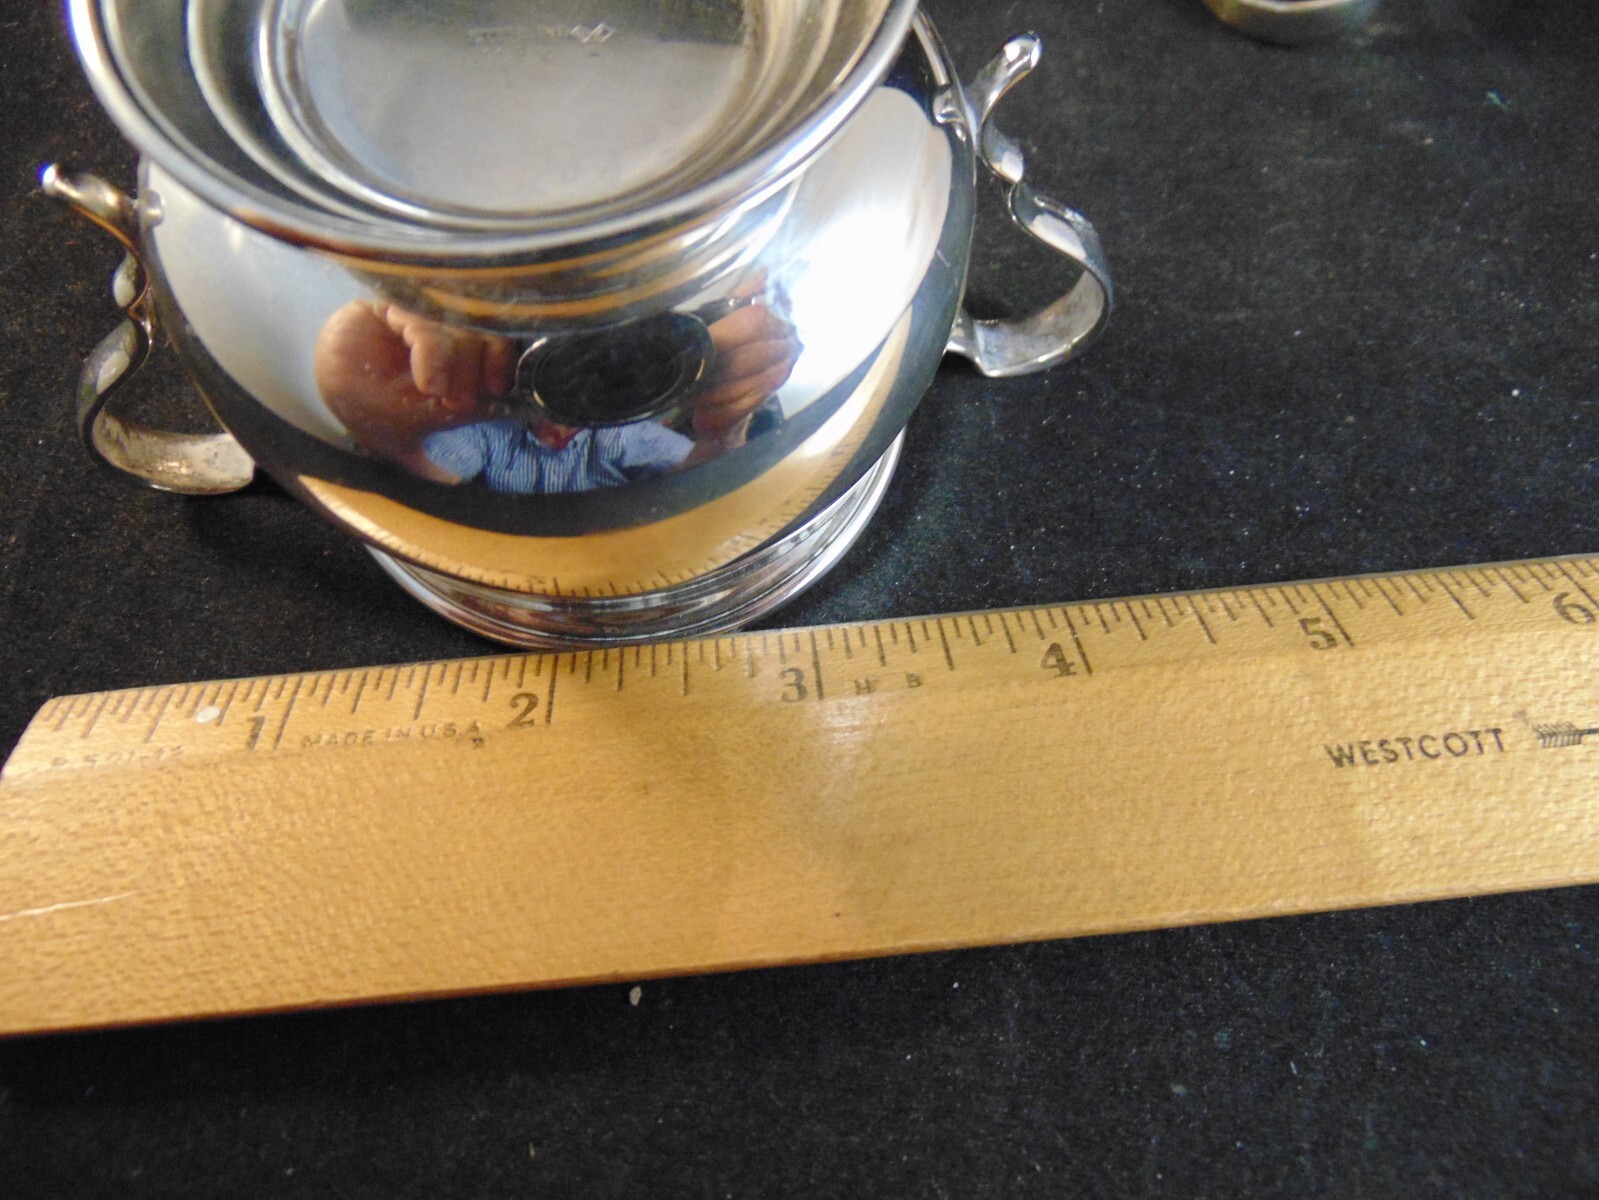 1 2 3 4 5 6
MADE IN U.S.A.
H B
WESTCOTT